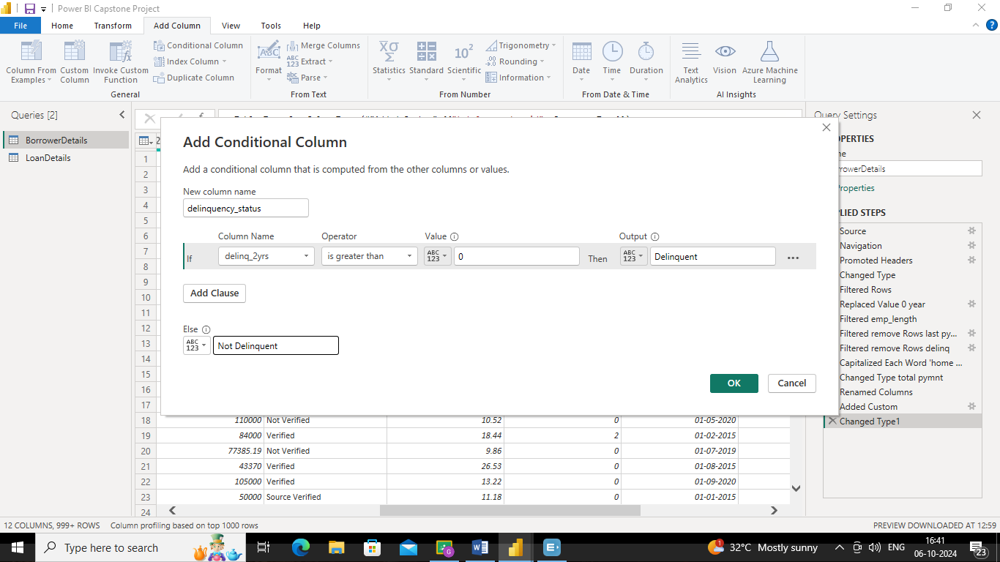 Power BI Capstone Project
File Home Transform Add Column View Tools Help
Column From Examples
Custom Column
Invoke Custom Function
Conditional Column
Index Column
Duplicate Column
General
Format
Merge Columns
ABC 123 Extract
abc Parse
From Text
Statistics
Standard
Scientific
Trigonometry
Rounding
Information
From Number
Date
Time
Duration
From Date & Time
Text Analytics
Vision
Azure Machine Learning
AI Insights
Queries [2]
BorrowerDetails
LoanDetails
Add Conditional Column
Add a conditional column that is computed from the other columns or values.
New column name
delinquency_status
Column Name Operator Value Output
If delinq_2yrs is greater than ABC 123 0 Then ABC 123 Delinquent
Add Clause
Else
ABC 123 Not Delinquent
OK Cancel
Query Settings
Source
Navigation
Promoted Headers
Changed Type
Filtered Rows
Replaced Value 0 year
Filtered emp_length
Filtered remove Rows last py...
Filtered remove Rows delinq
Capitalized Each Word 'home ...
Changed Type total pymnt
Renamed Columns
Added Custom
Changed Type1
1
2
3
4
5
6
7
8
9
10
11
12
13
14
15
16
17
18 110000 Not Verified 10.52 0 01-05-2020
19 84000 Verified 18.44 2 01-02-2015
20 77385.19 Not Verified 9.86 0 01-07-2019
21 43370 Verified 26.53 0 01-08-2015
22 105000 Verified 13.22 0 01-09-2020
23 50000 Source Verified 11.18 0 01-01-2015
24
12 COLUMNS, 999+ ROWS Column profiling based on top 1000 rows PREVIEW DOWNLOADED AT 12:59
Type here to search
32°C Mostly sunny ENG
16:41
06-10-2024
23